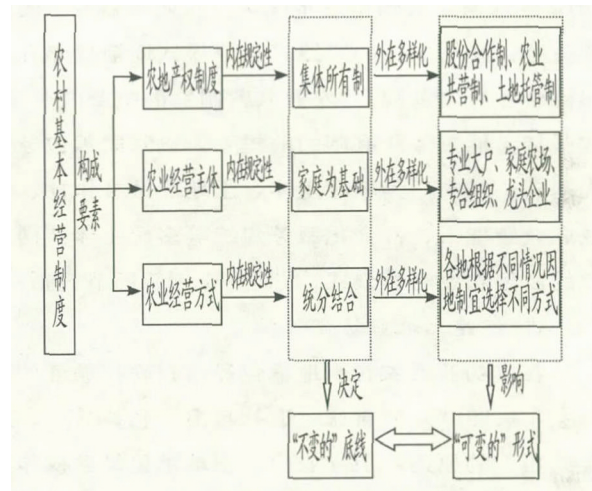 农村基本经营制度
构成
要素
农地产权制度
内在规定性
集体所有制
外在多样化
股份合作制、农业
共营制、土地托管制
农业经营主体
内在规定性
家庭为基础
外在多样化
专业大户、家庭农场、
专合组织、龙头企业
农业经营方式
内在规定性
统分结合
外在多样化
各地根据不同情况因
地制宜选择不同方式
决定
影响
“不变的”底线
“可变的”形式